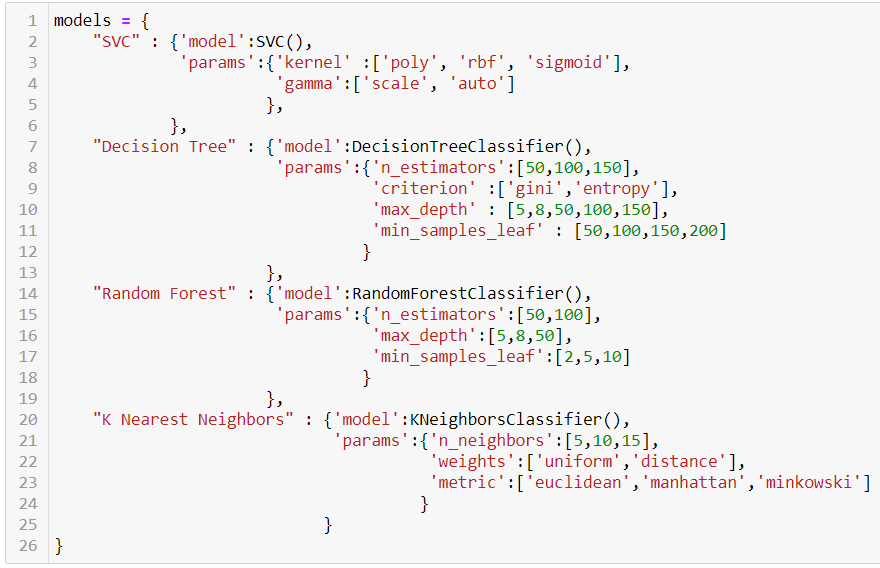 1 models = {
2     "SVC" : {'model':SVC(),
3              'params':{'kernel' :['poly', 'rbf', 'sigmoid'],
4                        'gamma':['scale', 'auto']
5                       },
6             },
7     "Decision Tree" : {'model':DecisionTreeClassifier(),
8                        'params':{'n_estimators':[50,100,150],
9                                  'criterion' :['gini','entropy'],
10                                  'max_depth' : [5,8,50,100,150],
11                                  'min_samples_leaf' : [50,100,150,200]
12                                 }
13                       },
14     "Random Forest" : {'model':RandomForestClassifier(),
15                        'params':{'n_estimators':[50,100],
16                                  'max_depth':[5,8,50],
17                                  'min_samples_leaf':[2,5,10]
18                                 }
19                       },
20     "K Nearest Neighbors" : {'model':KNeighborsClassifier(),
21                              'params':{'n_neighbors':[5,10,15],
22                                        'weights':['uniform','distance'],
23                                        'metric':['euclidean','manhattan','minkowski']
24                                       }
25                             }
26 }